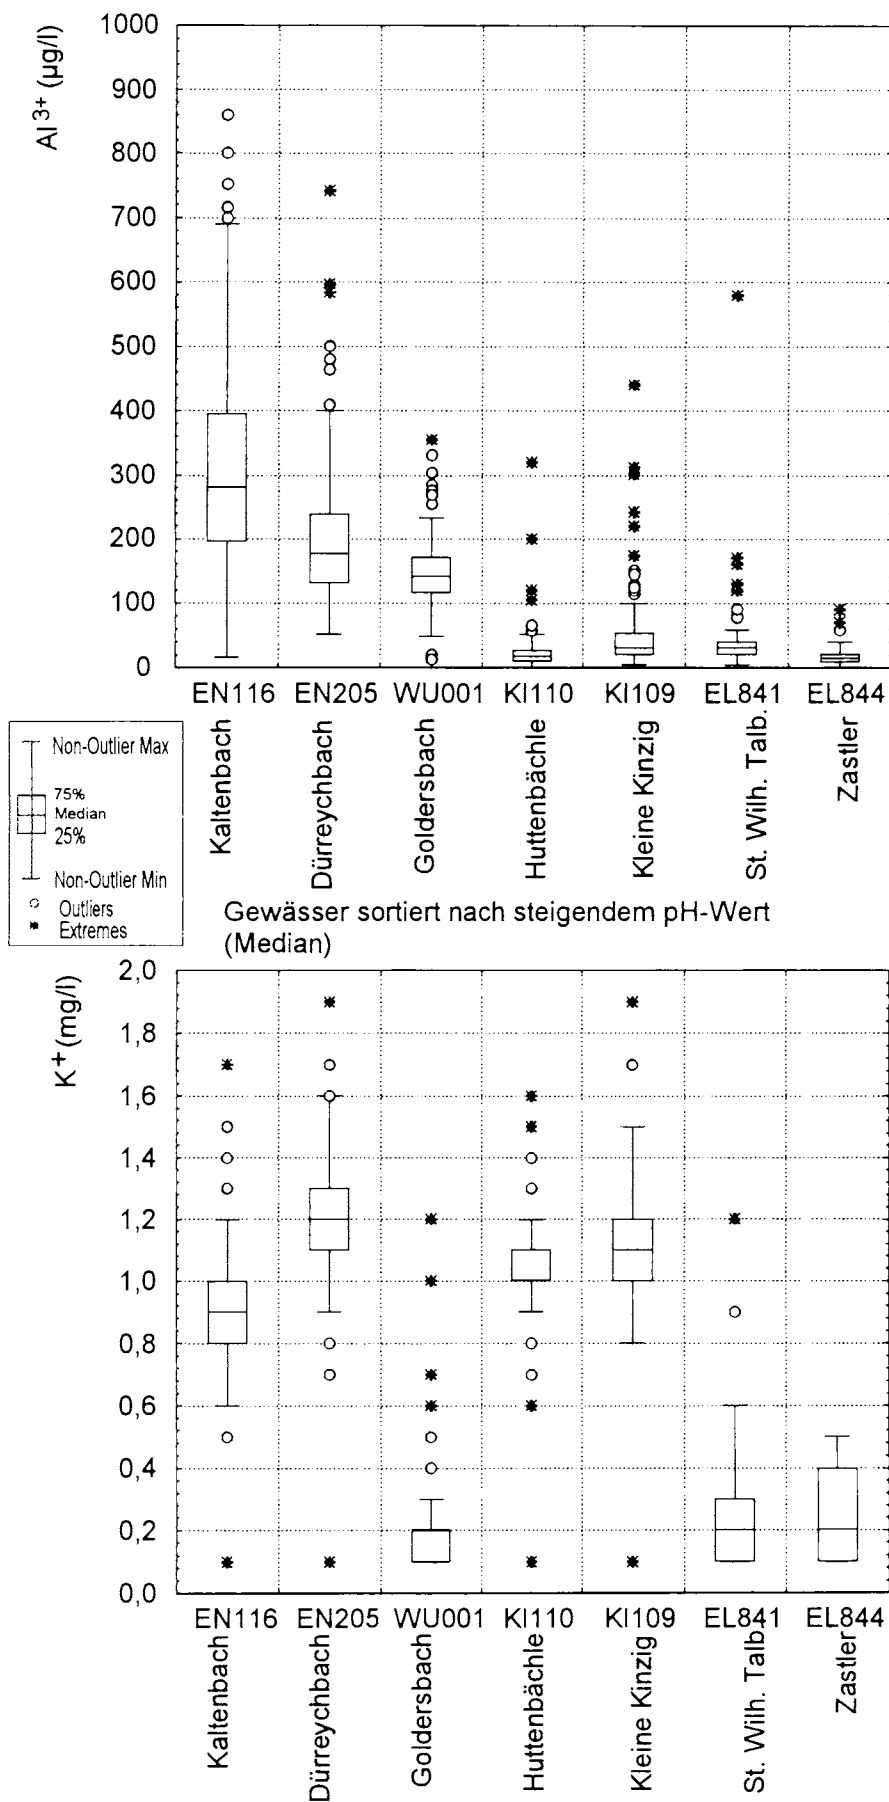 Al3+ (µg/l)
1000
900
800
700
600
500
400
300
200
100
0
EN116 EN205 WU001 KI110 KI109 EL841 EL844
Kaltenbach
Dürreychbach
Goldersbach
Huttenbächle
Kleine Kinzig
St. Wilh. Talb.
Zastler
Non-Outlier Max
75%
Median
25%
Non-Outlier Min
Outliers
Extremes
Gewässer sortiert nach steigendem pH-Wert
(Median)
K+ (mg/l)
2,0
1,8
1,6
1,4
1,2
1,0
0,8
0,6
0,4
0,2
0,0
EN116 EN205 WU001 KI110 KI109 EL841 EL844
Kaltenbach
Dürreychbach
Goldersbach
Huttenbächle
Kleine Kinzig
St. Wilh. Talb
Zastler